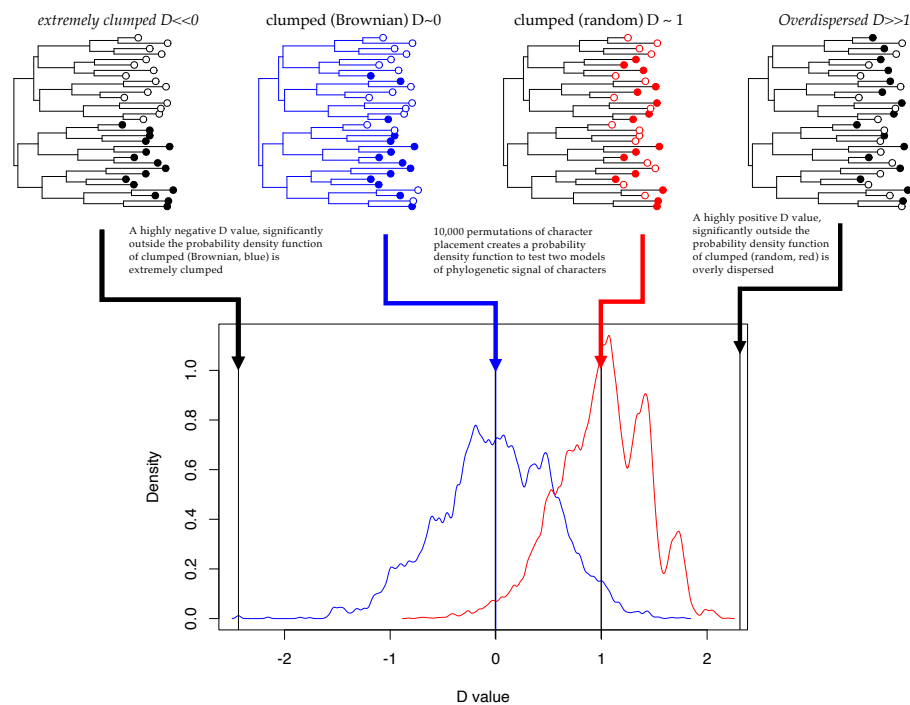 extremely clumped D<<0
clumped (Brownian) D~0
clumped (random) D ~ 1
Overdispersed D>>1
A highly negative D value, significantly
outside the probability density function
of clumped (Brownian, blue) is
extremely clumped
10,000 permutations of character
placement creates a probability
density function to test two models
of phylogenetic signal of characters
A highly positive D value,
significantly outside the
probability density function
of clumped (random, red) is
overly dispersed
Density
1.0
0.8
0.6
0.4
0.2
0.0
-2 -1 0 1 2
D value